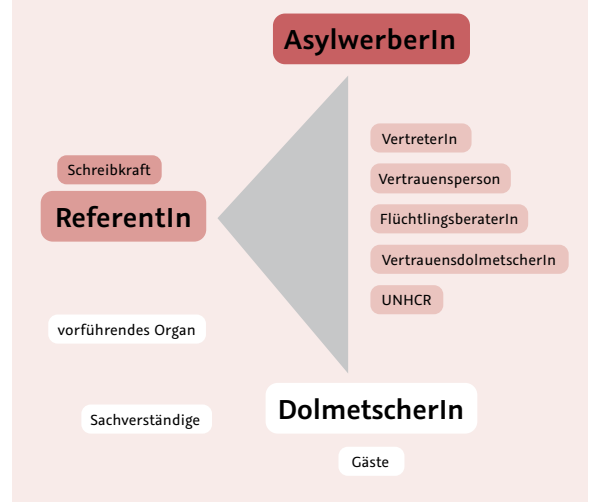 AsylwerberIn
VertreterIn
Schreibkraft
Vertrauensperson
ReferentIn
FlüchtlingsberaterIn
VertrauensdolmetscherIn
UNHCR
vorführendes Organ
DolmetscherIn
Sachverständige
Gäste